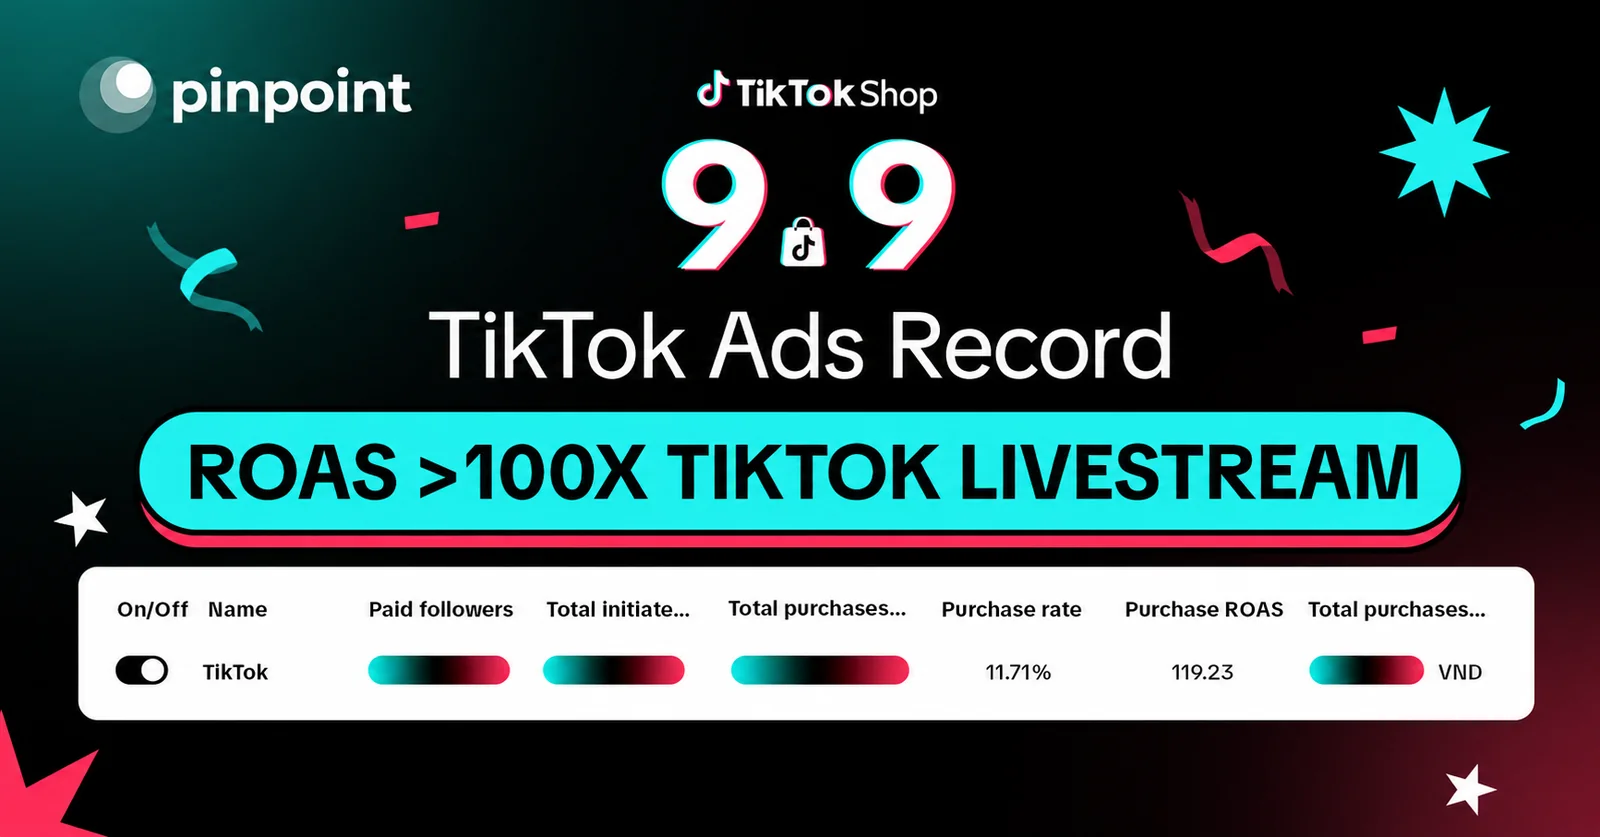 pinpoint
TikTok Shop
9.9
TikTok Ads Record
ROAS >100X TIKTOK LIVESTREAM
On/Off Name Paid followers Total initiate... Total purchases... Purchase rate Purchase ROAS Total purchases...
TikTok 11.71% 119.23 VND